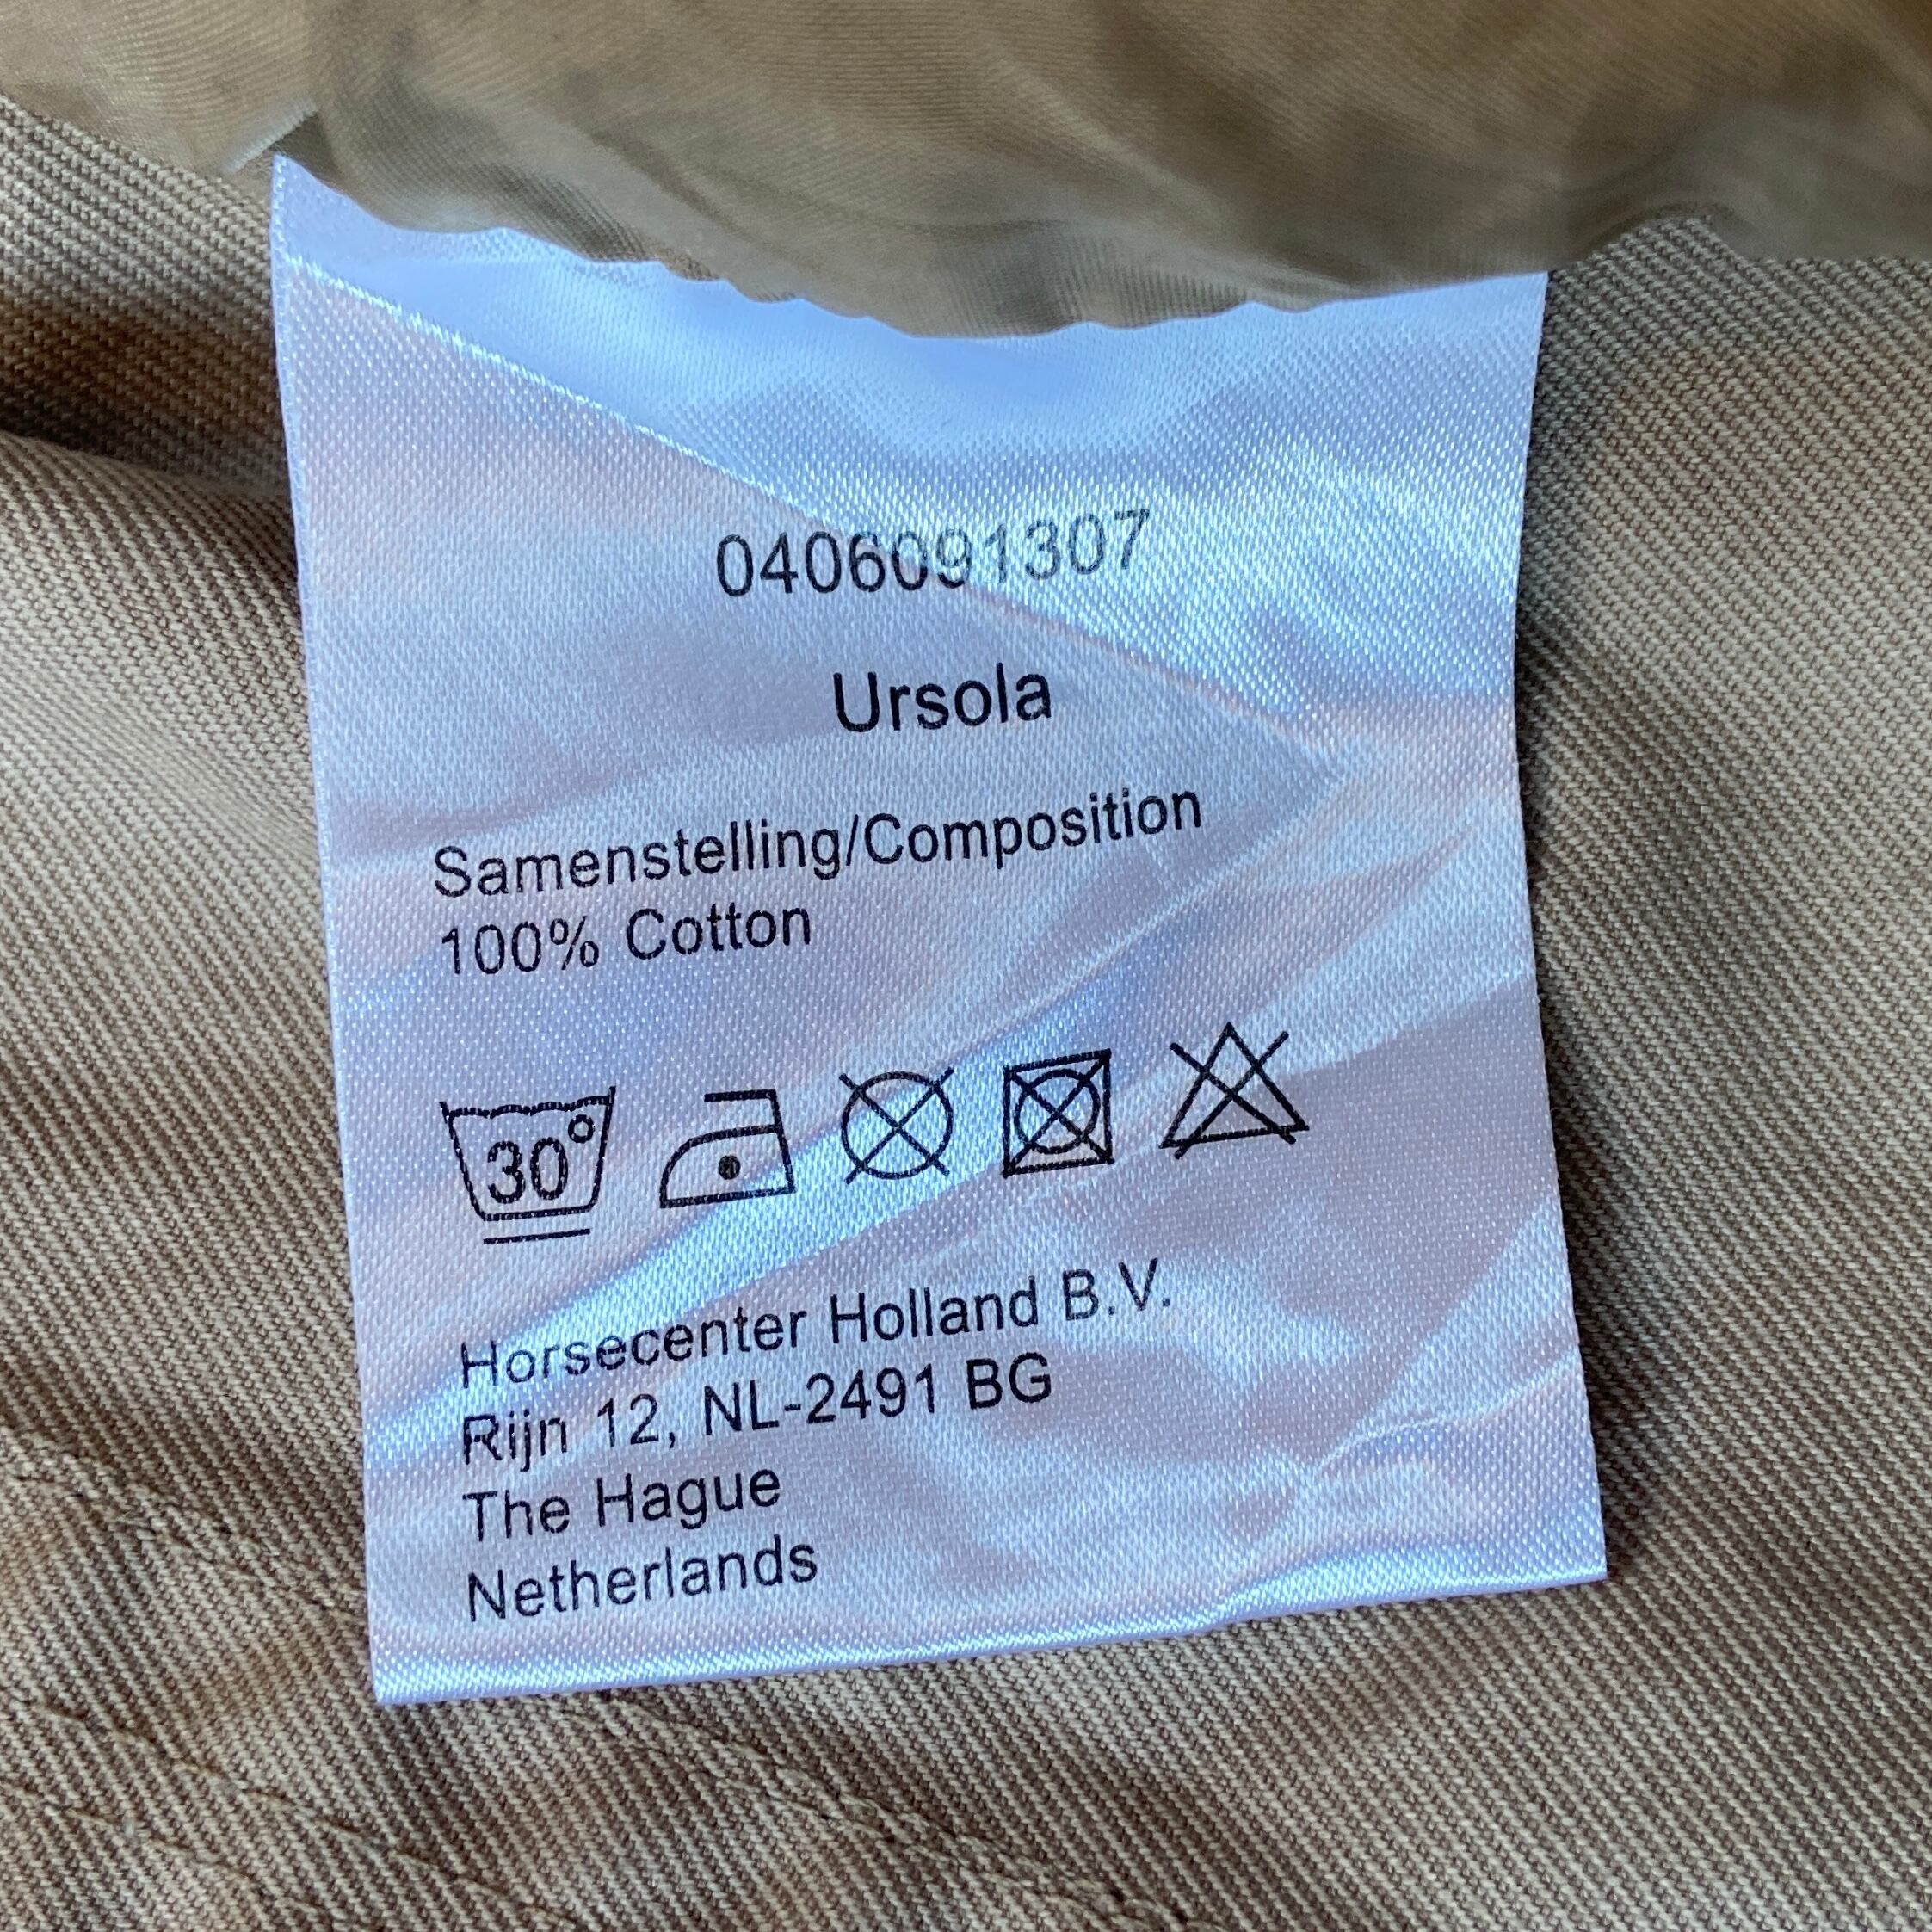 0406091307
Ursola
Samenstelling/Composition
100% Cotton
30°
Horsecenter Holland B.V.
Rijn 12, NL-2491 BG
The Hague
Netherlands